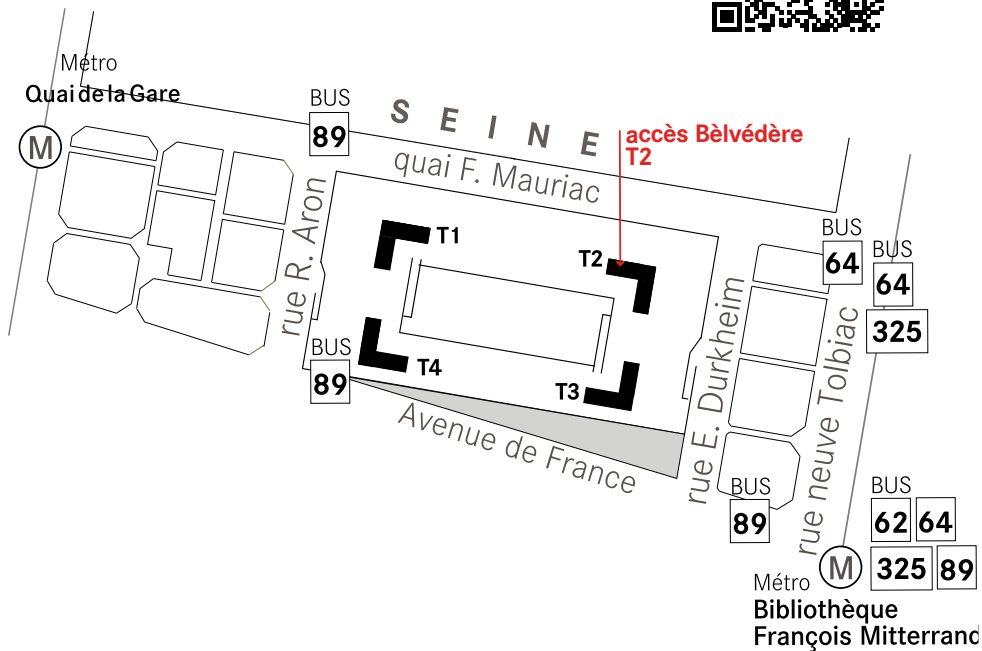 Métro
Quai de la Gare
M
BUS
89
SEINE
accès Bèlvédère
T2
quai F. Mauriac
rue R. Aron
T1
T2
BUS
64
BUS
64
325
BUS
89
T4
T3
rue E. Durkheim
rue neuve Tolbiac
Avenue de France
BUS
89
BUS
62 64
325 89
M
Métro
Bibliothèque
François Mitterrand